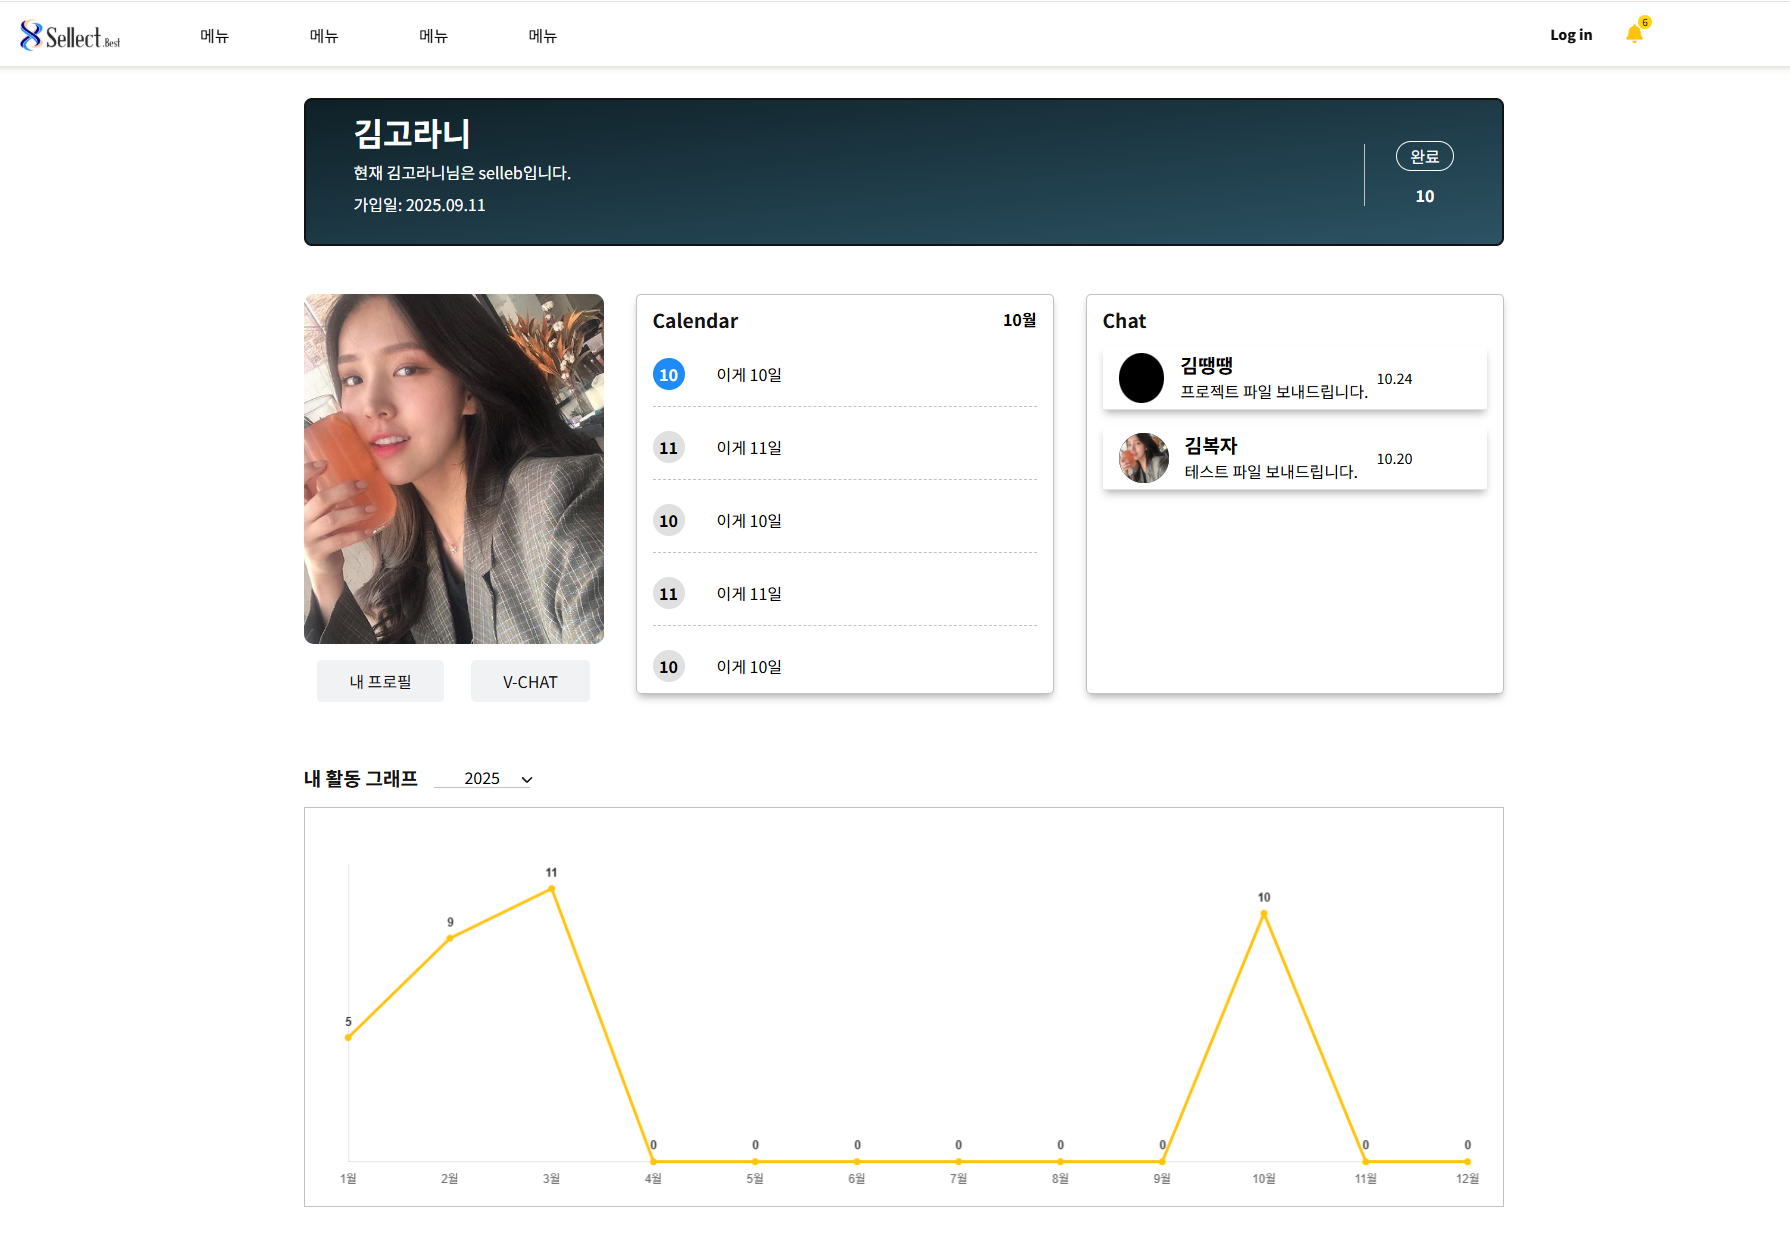 Sellect.Best
메뉴 메뉴 메뉴 메뉴
Log in
6
김고라니
현재 김고라니님은 selleb입니다.
가입일: 2025.09.11
완료
10
내 프로필
V-CHAT
Calendar 10월
10 이게 10일
11 이게 11일
10 이게 10일
11 이게 11일
10 이게 10일
Chat
김땡땡
프로젝트 파일 보내드립니다. 10.24
김복자
테스트 파일 보내드립니다. 10.20
내 활동 그래프 2025
5 9 11 0 0 0 0 0 0 10 0 0
1월 2월 3월 4월 5월 6월 7월 8월 9월 10월 11월 12월